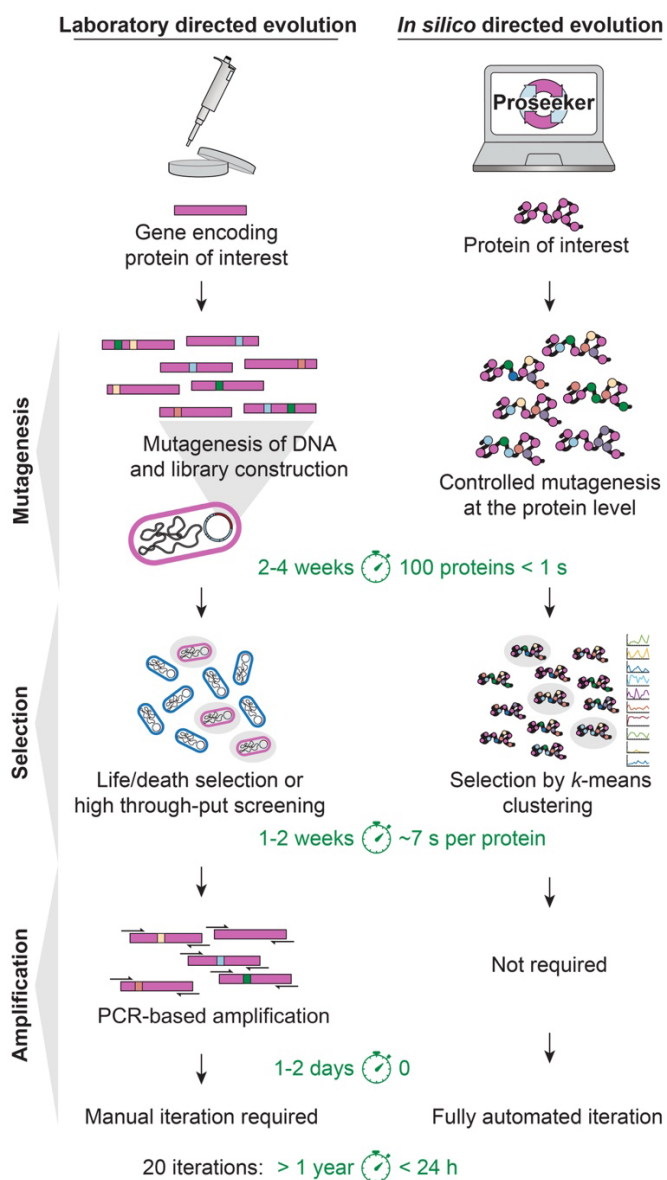 Laboratory directed evolution
In silico directed evolution
Proseeker
Gene encoding
protein of interest
Protein of interest
Mutagenesis
Mutagenesis of DNA
and library construction
Controlled mutagenesis
at the protein level
2-4 weeks 100 proteins < 1 s
Selection
Life/death selection or
high through-put screening
Selection by k-means
clustering
1-2 weeks ~7 s per protein
Amplification
PCR-based amplification
Not required
1-2 days 0
Manual iteration required
Fully automated iteration
20 iterations: > 1 year < 24 h